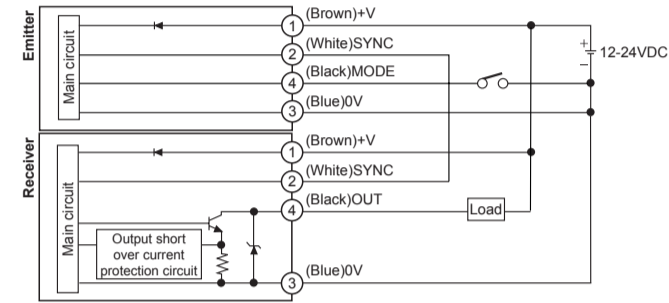 Emitter
Main circuit
1
(Brown)+V
2
(White)SYNC
4
(Black)MODE
3
(Blue)0V
+
−
12-24VDC
Receiver
Main circuit
1
(Brown)+V
2
(White)SYNC
4
(Black)OUT
Load
Output short
over current
protection circuit
3
(Blue)0V